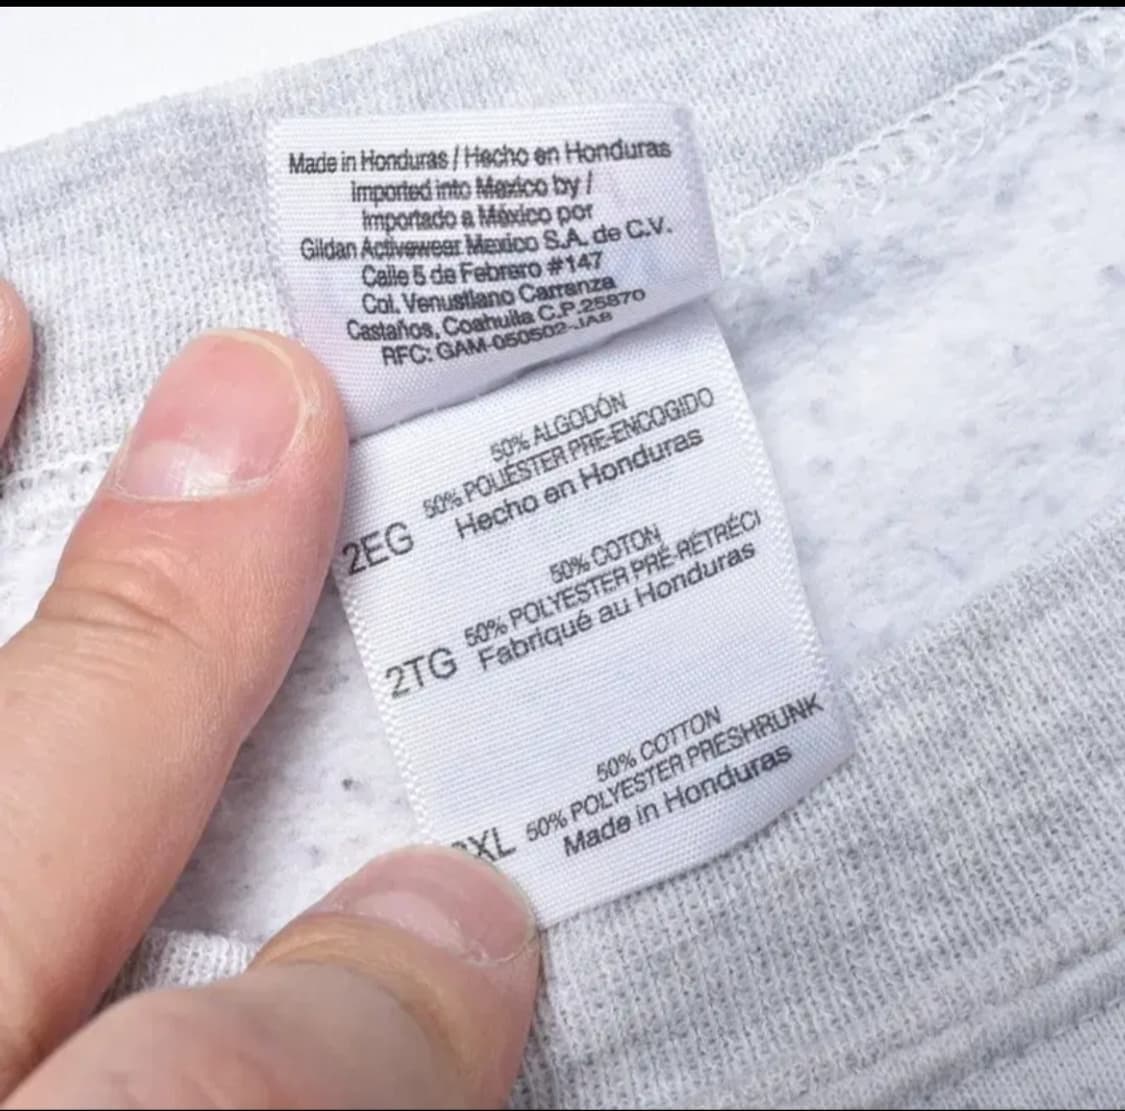 Made in Honduras / Hecho en Honduras
Imported into Mexico by /
Importado a México por
Gildan Activewear Mexico S.A. de C.V.
Calle 5 de Febrero #147
Col. Venustiano Carranza
Castaños, Coahuila C.P.25870
RFC: GAM-050502-JA8
50% ALGODÓN
2EG 50% POLIÉSTER PRE-ENCOGIDO
Hecho en Honduras
50% COTON
2TG 50% POLYESTER PRÉ-RÉTRÉCI
Fabriqué au Honduras
50% COTTON
XL 50% POLYESTER PRESHRUNK
Made in Honduras